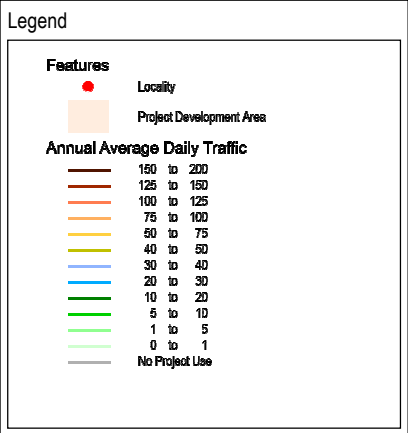 Legend
Features
Locality
Project Development Area
Annual Average Daily Traffic
150 to 200
125 to 150
100 to 125
75 to 100
50 to 75
40 to 50
30 to 40
20 to 30
10 to 20
5 to 10
1 to 5
0 to 1
No Project Use